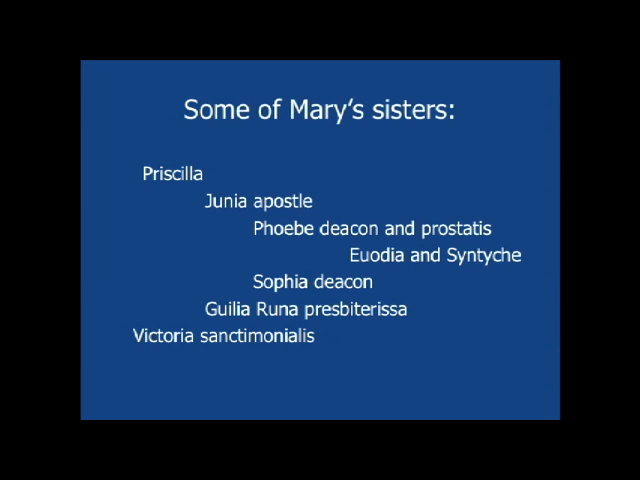 Some of Mary's sisters:
Priscilla
Junia apostle
Phoebe deacon and prostatis
Euodia and Syntyche
Sophia deacon
Guilia Runa presbiterissa
Victoria sanctimonialis